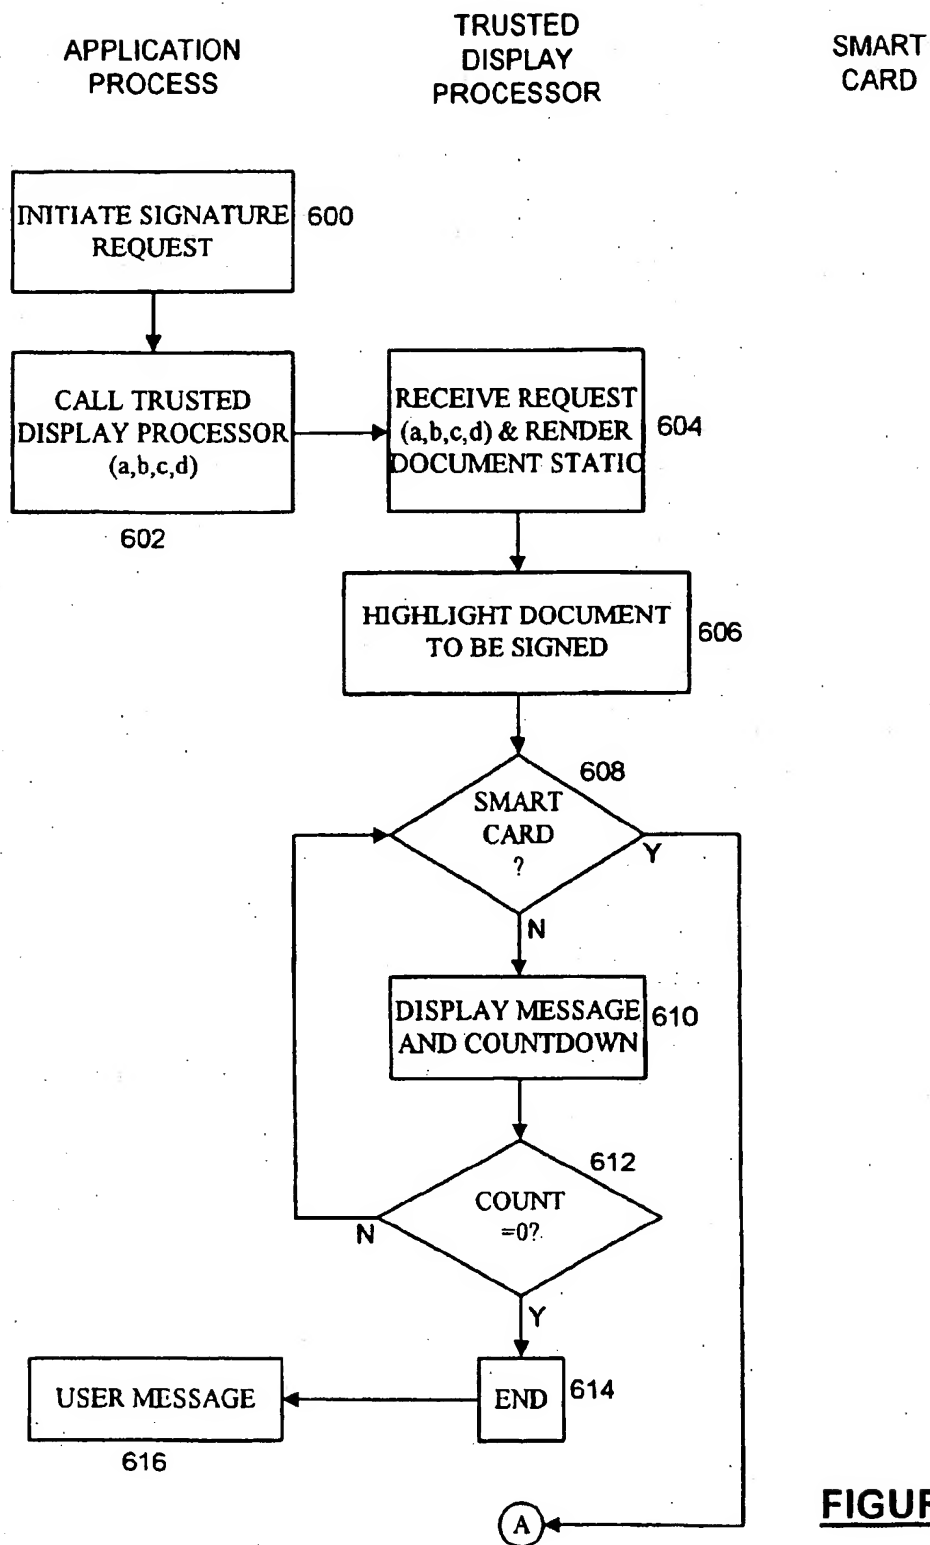 APPLICATION
PROCESS
TRUSTED
DISPLAY
PROCESSOR
SMART
CARD
INITIATE SIGNATURE
REQUEST
600
CALL TRUSTED
DISPLAY PROCESSOR
(a,b,c,d)
602
RECEIVE REQUEST
(a,b,c,d) & RENDER
DOCUMENT STATIC
604
HIGHLIGHT DOCUMENT
TO BE SIGNED
606
608
SMART
CARD
?
Y
N
DISPLAY MESSAGE
AND COUNTDOWN
610
612
COUNT
=0?
N
Y
USER MESSAGE
616
END
614
A
FIGUR